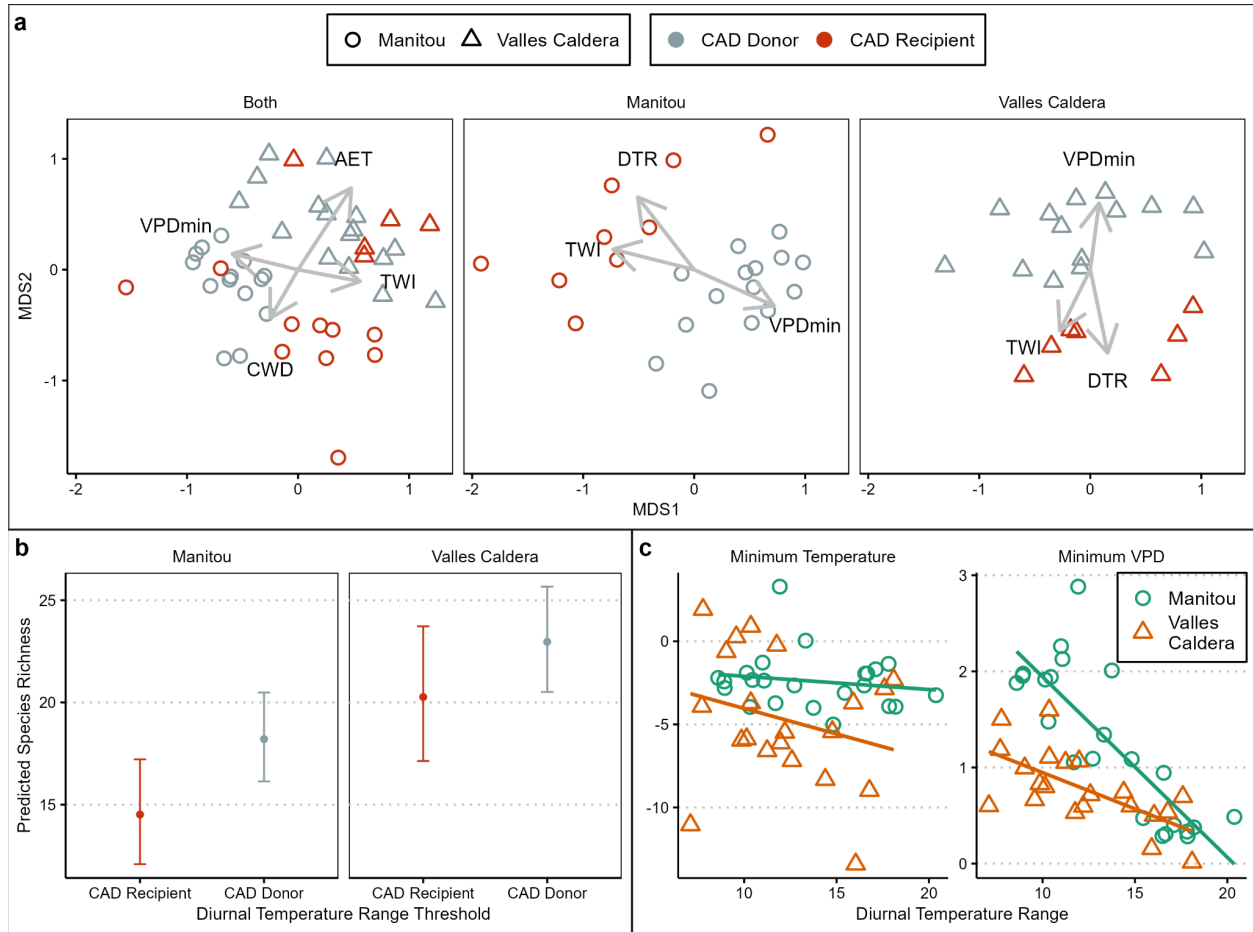 a
Manitou Valles Caldera CAD Donor CAD Recipient
Both Manitou Valles Caldera
MDS2
1
0
-1
AET
VPDmin
TWI
CWD
DTR
TWI
VPDmin
VPDmin
TWI
DTR
-2 -1 0 1 -2 -1 0 1 -2 -1 0 1
MDS1
b
Manitou Valles Caldera
Predicted Species Richness
25
20
15
CAD Recipient CAD Donor CAD Recipient CAD Donor
Diurnal Temperature Range Threshold
c
Minimum Temperature Minimum VPD
0
-5
-10
3
2
1
0
Manitou
Valles
Caldera
10 15 20 10 15 20
Diurnal Temperature Range